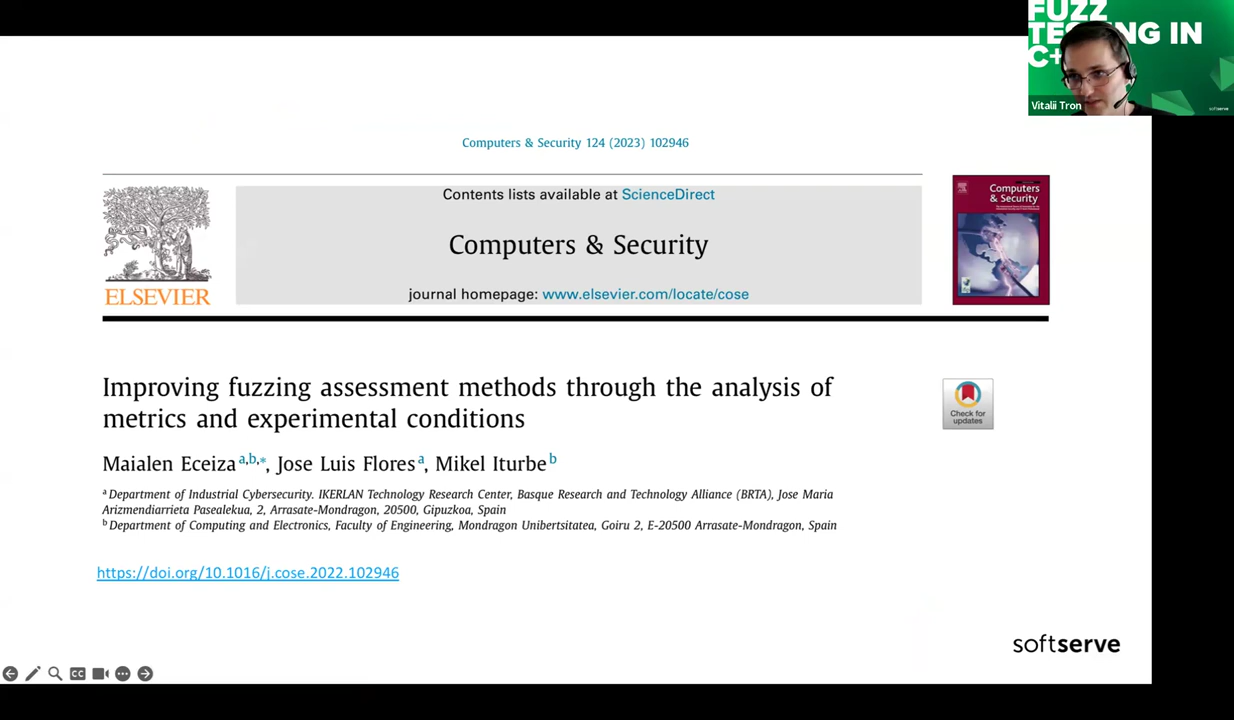 FUZZ
TESTING IN
C+
Vitalii Tron
softserve
Computers & Security 124 (2023) 102946
Contents lists available at ScienceDirect
Computers & Security
journal homepage: www.elsevier.com/locate/cose
ELSEVIER
Computers
& Security
Improving fuzzing assessment methods through the analysis of
metrics and experimental conditions
Check for
updates
Maialen Eceiza a,b,*, Jose Luis Flores a, Mikel Iturbe b
a Department of Industrial Cybersecurity. IKERLAN Technology Research Center, Basque Research and Technology Alliance (BRTA), Jose Maria
Arizmendiarrieta Pasealekua, 2, Arrasate-Mondragon, 20500, Gipuzkoa, Spain
b Department of Computing and Electronics, Faculty of Engineering, Mondragon Unibertsitatea, Goiru 2, E-20500 Arrasate-Mondragon, Spain
https://doi.org/10.1016/j.cose.2022.102946
softserve
CC